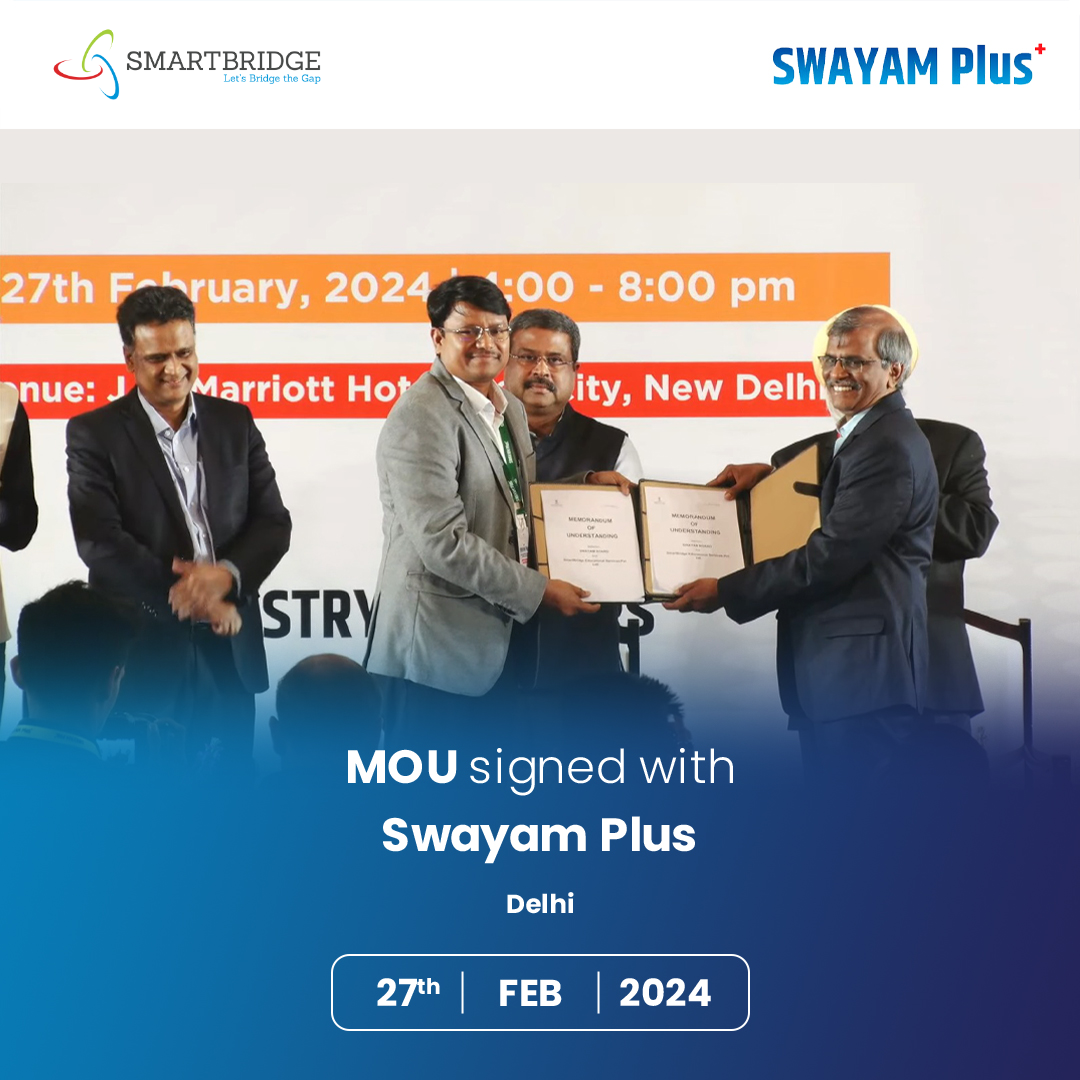 SMARTBRIDGE
Let's Bridge the Gap
SWAYAM Plus+
27th February, 2024 | 4:00 - 8:00 pm
Marriott Hot ity, New Delhi
STRY
MEMORANDUM
OF
UNDERSTANDING
MEMORANDUM
OF
UNDERSTANDING
MOU signed with
Swayam Plus
Delhi
27th | FEB | 2024